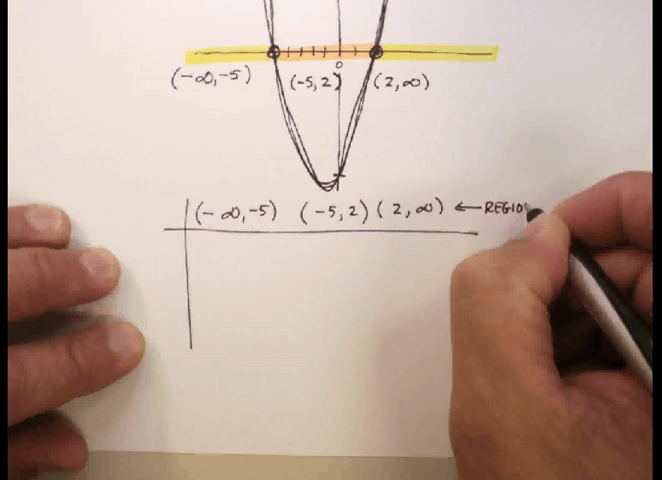 0
(-∞,-5) (-5,2) (2,∞)
(-∞,-5) (-5,2) (2,∞) ← REGIO